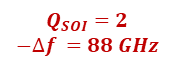 Q_SOI = 2
−Δf = 88 GHz